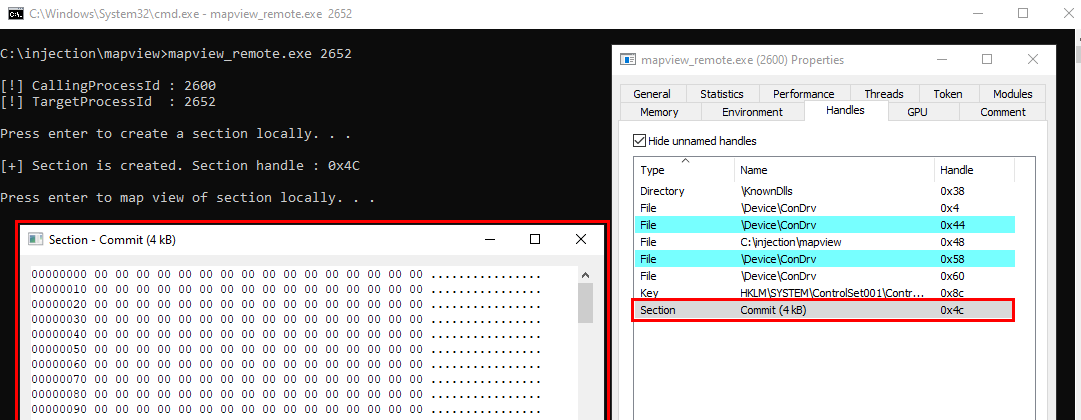 C:\Windows\System32\cmd.exe - mapview_remote.exe 2652
C:\injection\mapview>mapview_remote.exe 2652
[!] CallingProcessId : 2600
[!] TargetProcessId  : 2652
Press enter to create a section locally. . .
[+] Section is created. Section handle : 0x4C
Press enter to map view of section locally. . .
Section - Commit (4 kB)
00000000 00 00 00 00 00 00 00 00 00 00 00 00 00 00 00 00 ................
00000010 00 00 00 00 00 00 00 00 00 00 00 00 00 00 00 00 ................
00000020 00 00 00 00 00 00 00 00 00 00 00 00 00 00 00 00 ................
00000030 00 00 00 00 00 00 00 00 00 00 00 00 00 00 00 00 ................
00000040 00 00 00 00 00 00 00 00 00 00 00 00 00 00 00 00 ................
00000050 00 00 00 00 00 00 00 00 00 00 00 00 00 00 00 00 ................
00000060 00 00 00 00 00 00 00 00 00 00 00 00 00 00 00 00 ................
00000070 00 00 00 00 00 00 00 00 00 00 00 00 00 00 00 00 ................
00000080 00 00 00 00 00 00 00 00 00 00 00 00 00 00 00 00 ................
00000090 00 00 00 00 00 00 00 00 00 00 00 00 00 00 00 00 ................
mapview_remote.exe (2600) Properties
General Statistics Performance Threads Token Modules
Memory Environment Handles GPU Comment
Hide unnamed handles
Type Name Handle
Directory \KnownDlls 0x38
File \Device\ConDrv 0x4
File \Device\ConDrv 0x44
File C:\injection\mapview 0x48
File \Device\ConDrv 0x58
File \Device\ConDrv 0x60
Key HKLM\SYSTEM\ControlSet001\Contr... 0x8c
Section Commit (4 kB) 0x4c